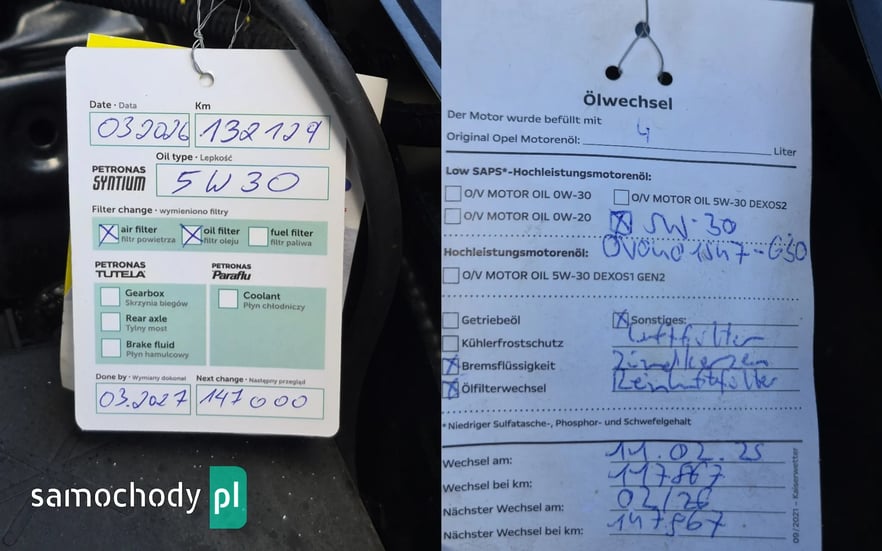 Date • Data
Km
03.2026
132129
Oil type • Lepkość
PETRONAS
SYNTIUM
5W30
Filter change • wymieniono filtry
air filter
filtr powietrza
oil filter
filtr oleju
fuel filter
filtr paliwa
PETRONAS
TUTELA
PETRONAS
Paraflu
Gearbox
Skrzynia biegów
Rear axle
Tylny most
Brake fluid
Płyn hamulcowy
Coolant
Płyn chłodniczy
Done by • Wymiany dokonał
Next change • Następny przegląd
03.2027
147000
samochody pl
Ölwechsel
Der Motor wurde befüllt mit
Original Opel Motorenöl: 4 Liter
Low SAPS*-Hochleistungsmotorenöl:
O/V MOTOR OIL 0W-30
O/V MOTOR OIL 5W-30 DEXOS2
O/V MOTOR OIL 0W-20
5W-30
Hochleistungsmotorenöl:
O/V MOTOR OIL 5W-30 DEXOS1 GEN2
Getriebeöl
Sonstiges:
Luftfilter
Kühlerfrostschutz
Zündkerzen
Bremsflüssigkeit
Reinluftfilter
Ölfilterwechsel
*Niedriger Sulfatasche-, Phosphor- und Schwefelgehalt
Wechsel am: 11.02.25
Wechsel bei km: 117867
Nächster Wechsel am: 02/26
Nächster Wechsel bei km: 147867
09/2021 – Kaiserwetter